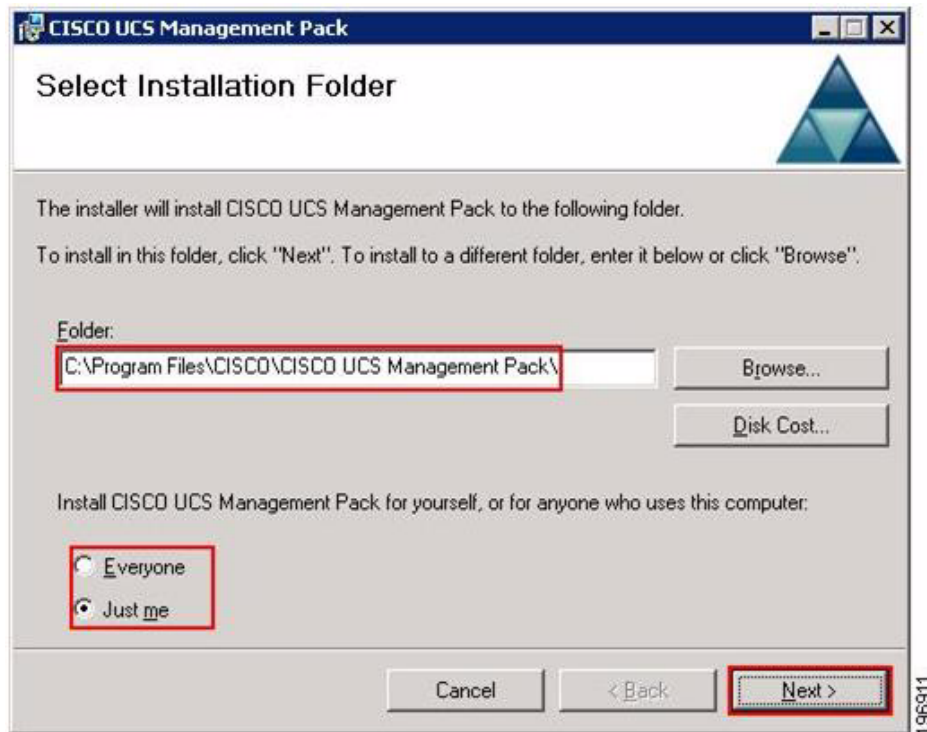 CISCO UCS Management Pack
Select Installation Folder
The installer will install CISCO UCS Management Pack to the following folder.
To install in this folder, click "Next". To install to a different folder, enter it below or click "Browse".
Folder:
C:\Program Files\CISCO\CISCO UCS Management Pack\
Browse...
Disk Cost...
Install CISCO UCS Management Pack for yourself, or for anyone who uses this computer:
Everyone
Just me
Cancel
< Back
Next >
196911